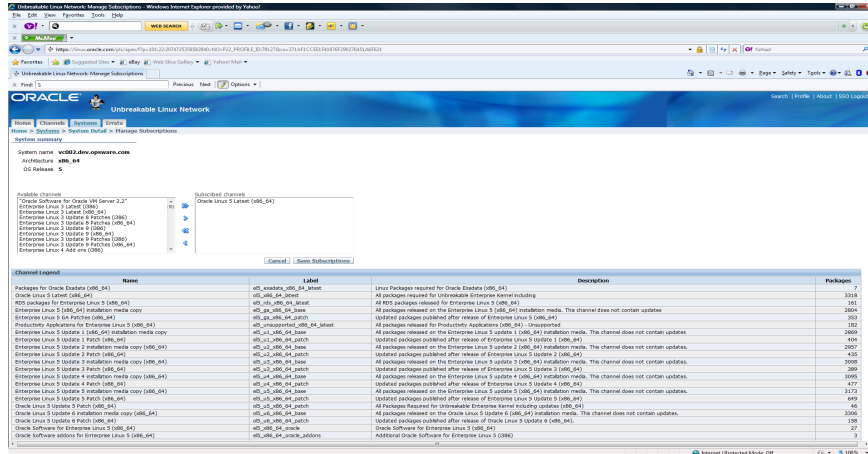 Unbreakable Linux Network: Manage Subscriptions - Windows Internet Explorer provided by Yahoo!
File Edit View Favorites Tools Help
WEB SEARCH
McAfee
Yahoo!
Favorites Suggested Sites eBay Web Slice Gallery Yahoo! Mail
Unbreakable Linux Network: Manage Subscriptions
Page Safety Tools
Find: S Previous Next Options
ORACLE
Unbreakable Linux Network
Search | Profile | About | SSO Logout
Home Channels Systems Errata
Home > Systems > System Detail > Manage Subscriptions
System summary
System name vc002.dev.opsware.com
Architecture x86_64
OS Release 5
Available channels
"Oracle Software for Oracle VM Server 2.2"
Enterprise Linux 3 Latest (i386)
Enterprise Linux 3 Latest (x86_64)
Enterprise Linux 3 Update 8 Patches (i386)
Enterprise Linux 3 Update 8 Patches (x86_64)
Enterprise Linux 3 Update 9 (i386)
Enterprise Linux 3 Update 9 (x86_64)
Enterprise Linux 3 Update 9 Patches (i386)
Enterprise Linux 3 Update 9 Patches (x86_64)
Enterprise Linux 4 Add ons (i386)
Subscribed channels
Oracle Linux 5 Latest (x86_64)
Cancel Save Subscriptions
Channel Legend
Name Label Description Packages
Packages for Oracle Exadata (x86_64) el5_exadata_x86_64_latest Linux Packages required for Oracle Exadata (x86_64) 7
Oracle Linux 5 Latest (x86_64) el5_x86_64_latest All packages required for Unbreakable Enterprise Kernel including 3318
RDS packages for Enterprise Linux 5 (x86_64) el5_rds_x86_64_latest All RDS packages released for Enterprise Linux 5 (x86_64) 161
Enterprise Linux 5 (x86_64) installation media copy el5_ga_x86_64_base All packages released on the Enterprise Linux 5 (x86_64) installation media. This channel does not contain updates 2804
Enterprise Linux 5 GA Patches (x86_64) el5_ga_x86_64_patch Updated packages published after release of Enterprise Linux 5 (x86_64) 353
Productivity Applications for Enterprise Linux 5 (x86_64) el5_unsupported_x86_64_latest All packages released for Productivity Applications (x86_64) - Unsupported 182
Enterprise Linux 5 Update 1 (x86_64) installation media copy el5_u1_x86_64_base All packages released on the Enterprise Linux 5 update 1 (x86_64) installation media. This channel does not contain updates 2869
Enterprise Linux 5 Update 1 Patch (x86_64) el5_u1_x86_64_patch Updated packages published after release of Enterprise Linux 5 Update 1 (x86_64) 404
Enterprise Linux 5 Update 2 installation media copy (x86_64) el5_u2_x86_64_base All packages released on the Enterprise Linux 5 update 2 (x86_64) installation media. This channel does not contain updates. 2957
Enterprise Linux 5 Update 2 Patch (x86_64) el5_u2_x86_64_patch Updated packages published after release of Enterprise Linux 5 Update 2 (x86_64) 435
Enterprise Linux 5 Update 3 installation media copy (x86_64) el5_u3_x86_64_base All packages released on the Enterprise Linux 5 update 3 (x86_64) installation media. This channel does not contain updates. 3008
Enterprise Linux 5 Update 3 Patch (x86_64) el5_u3_x86_64_patch Updated packages published after release of Enterprise Linux 5 Update 3 (x86_64) 389
Enterprise Linux 5 Update 4 installation media copy (x86_64) el5_u4_x86_64_base All packages released on the Enterprise Linux 5 update 4 (x86_64) installation media. This channel does not contain updates. 3095
Enterprise Linux 5 Update 4 Patch (x86_64) el5_u4_x86_64_patch Updated packages published after release of Enterprise Linux 5 Update 4 (x86_64) 477
Enterprise Linux 5 Update 5 installation media copy (x86_64) el5_u5_x86_64_base All packages released on the Enterprise Linux 5 update 5 (x86_64) installation media. This channel does not contain updates. 3173
Enterprise Linux 5 Update 5 Patch (x86_64) el5_u5_x86_64_patch Updated packages published after release of Enterprise Linux 5 Update 5 (x86_64) 649
Oracle Linux 5 Update 5 Patch (x86_64) el5_u5_x86_64_patch All Packages Required for Unbreakable Enterprise Kernel including updates (x86_64) 46
Oracle Linux 5 Update 6 installation media copy (x86_64) el5_u6_x86_64_base All packages released on the Oracle Linux 5 Update 6 (x86_64) installation media. This channel does not contain updates. 3306
Oracle Linux 5 Update 6 Patch (x86_64) el5_u6_x86_64_patch Updated packages published after release of Oracle Linux 5 Update 6 (x86_64). 158
Oracle Software for Enterprise Linux 5 (x86_64) el5_x86_64_oracle Oracle Software for Enterprise Linux 5 (x86_64) 27
Oracle Software addons for Enterprise Linux 5 (x86_64) el5_x86_64_oracle_addons Additional Oracle Software for Enterprise Linux 5 (i386) 3
Internet | Protected Mode: Off 100%